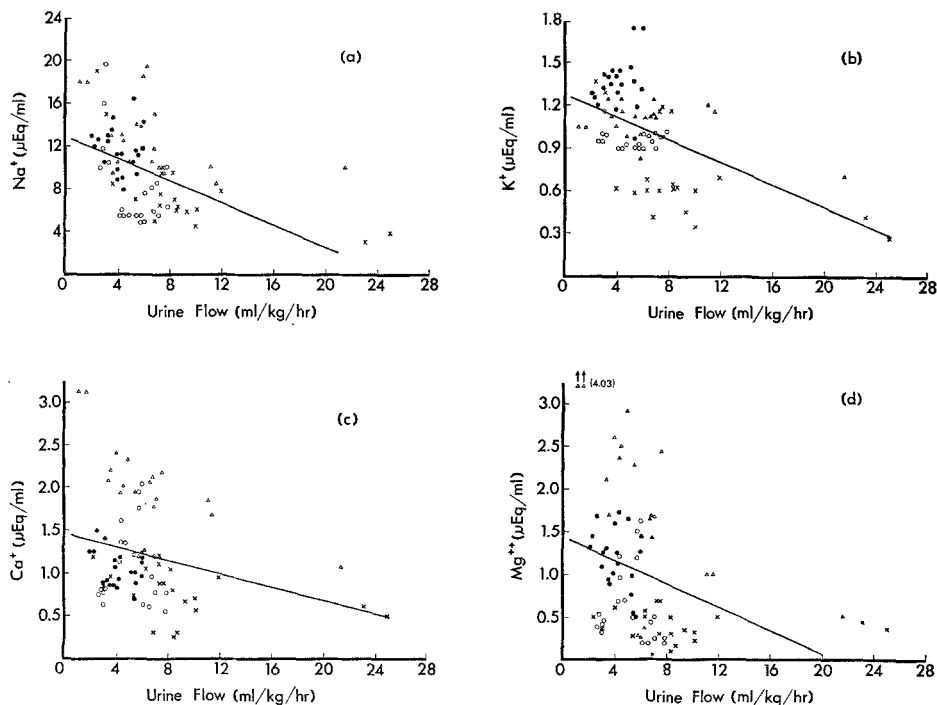 (a)
Na⁺ (μEq/ml)
24
20
16
12
8
4
0 4 8 12 16 20 24 28
Urine Flow (ml/kg/hr)
(b)
K⁺ (μEq/ml)
1.8
1.5
1.2
0.9
0.6
0.3
0 4 8 12 16 20 24 28
Urine Flow (ml/kg/hr)
(c)
Ca⁺ (μEq/ml)
3.0
2.5
2.0
1.5
1.0
0.5
0 4 8 12 16 20 24 28
Urine Flow (ml/kg/hr)
(d)
(4.03)
Mg⁺⁺ (μEq/ml)
3.0
2.5
2.0
1.5
1.0
0.5
0 4 8 12 16 20 24 28
Urine Flow (ml/kg/hr)